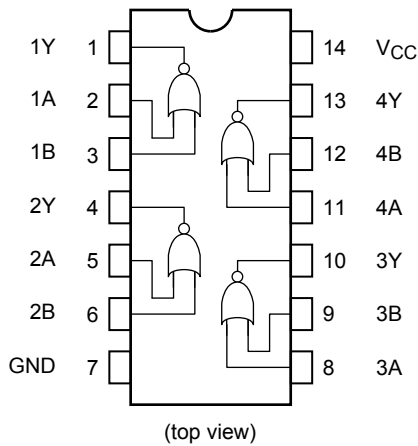 1Y 1 14 VCC
1A 2 13 4Y
1B 3 12 4B
2Y 4 11 4A
2A 5 10 3Y
2B 6 9 3B
GND 7 8 3A
(top view)